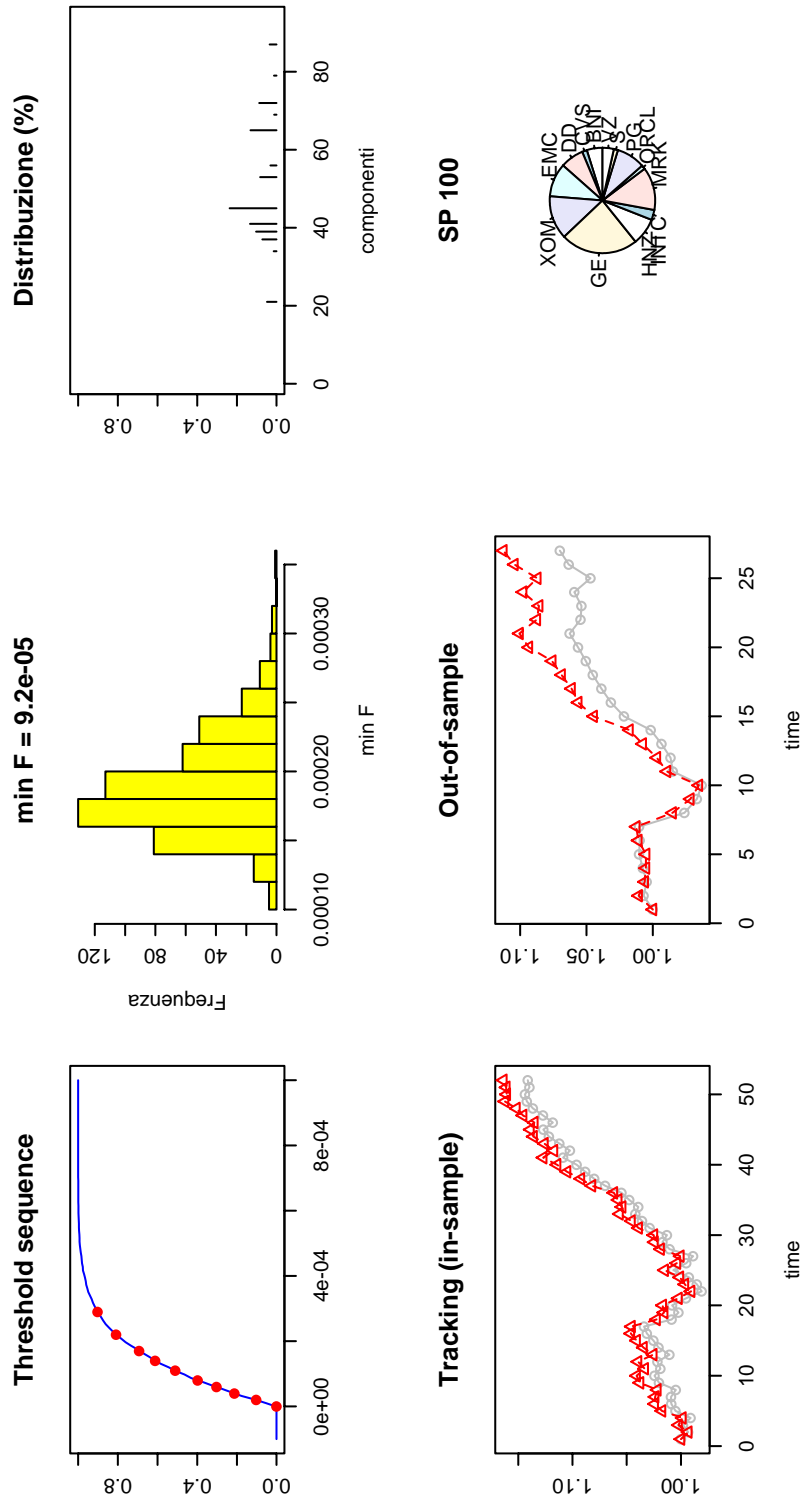 Threshold sequence
0.0 0.4 0.8
0e+00 4e-04 8e-04
min F = 9.2e-05
Frequenza
0 40 80 120
0.00010 0.00020 0.00030
min F
Distribuzione (%)
0.0 0.4 0.8
0 20 40 60 80
componenti
Tracking (in-sample)
1.00 1.10
0 10 20 30 40 50
time
Out-of-sample
1.00 1.05 1.10
0 5 10 15 20 25
time
SP 100
VZ
BNI
CVS
DD
EMC
XOM
GE
HNZ
INTC
MRK
ORCL
PG
S